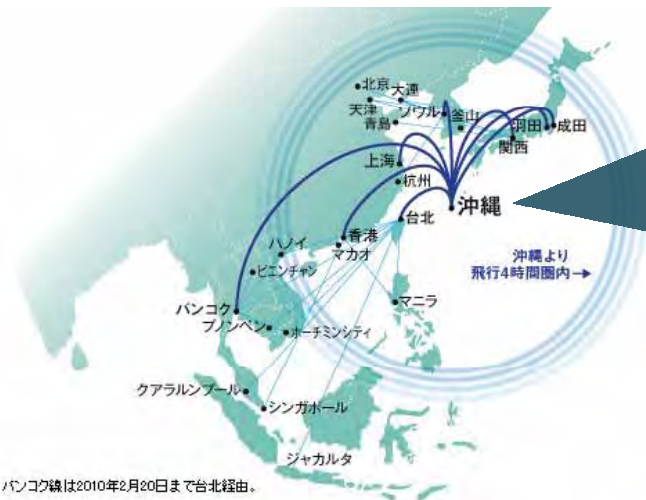 北京
大連
天津
ソウル
釜山
青島
羽田
成田
関西
上海
杭州
沖縄
台北
香港
マカオ
ハノイ
ビエンチャン
沖縄より
飛行4時間圏内→
バンコク
マニラ
プノンペン
ホーチミンシティ
クアラルンプール
シンガポール
ジャカルタ
バンコク線は2010年2月20日まで台北経由。